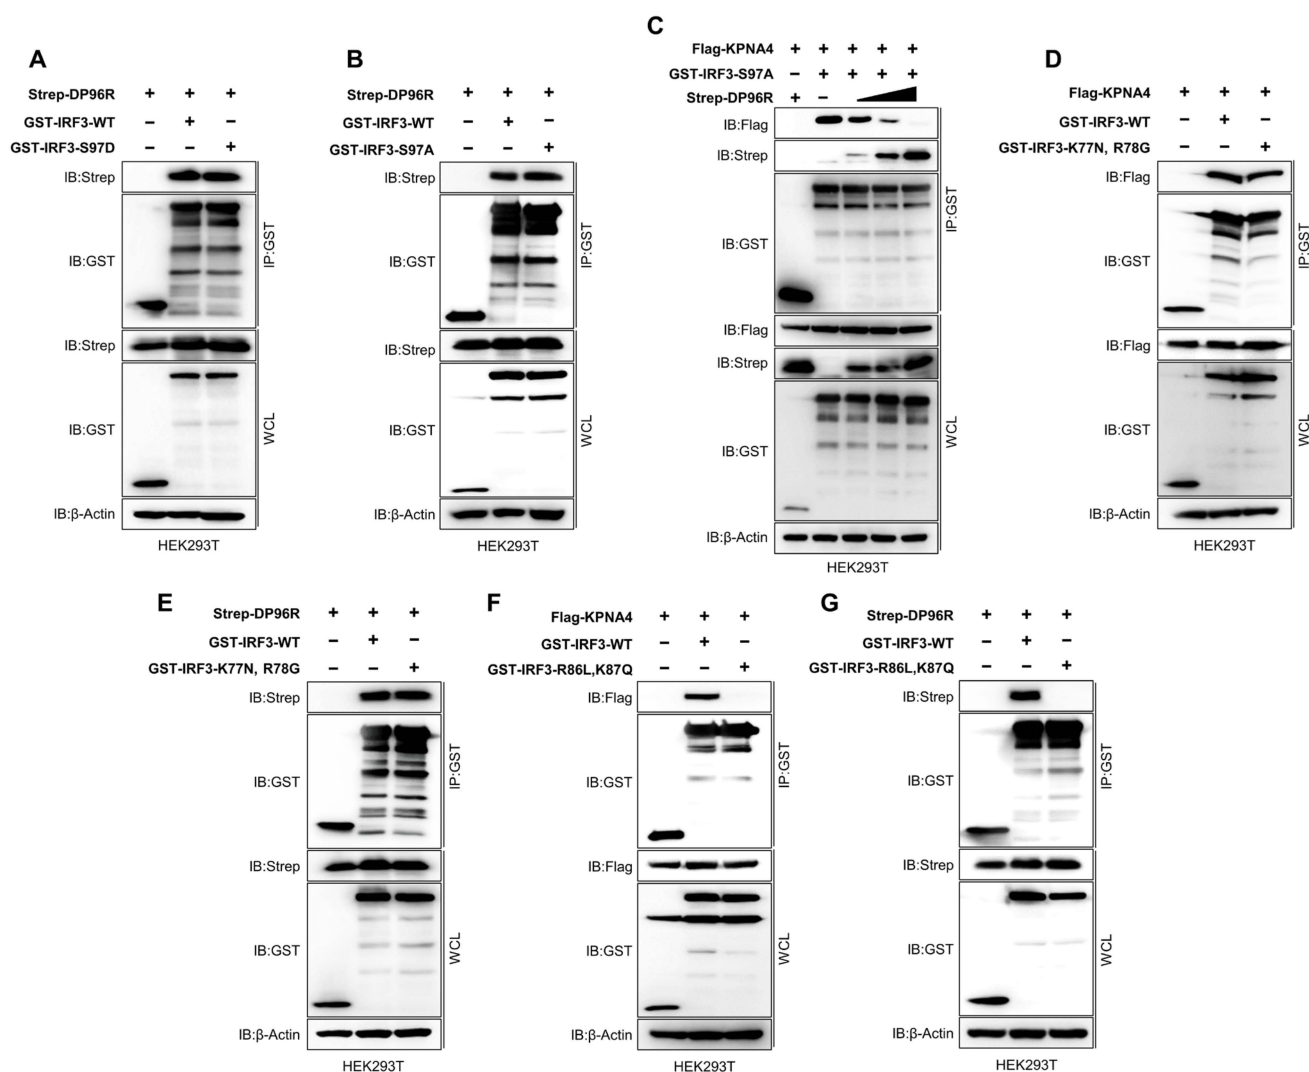 A
Strep-DP96R + + +
GST-IRF3-WT – + –
GST-IRF3-S97D – – +
IB:Strep
IB:GST
IP:GST
IB:Strep
IB:GST
WCL
IB:β-Actin
HEK293T
B
Strep-DP96R + + +
GST-IRF3-WT – + –
GST-IRF3-S97A – – +
IB:Strep
IB:GST
IP:GST
IB:Strep
IB:GST
WCL
IB:β-Actin
HEK293T
C
Flag-KPNA4 + + + + +
GST-IRF3-S97A – + + + +
Strep-DP96R + –
IB:Flag
IB:Strep
IB:GST
IP:GST
IB:Flag
IB:Strep
IB:GST
WCL
IB:β-Actin
HEK293T
D
Flag-KPNA4 + + +
GST-IRF3-WT – + –
GST-IRF3-K77N, R78G – – +
IB:Flag
IB:GST
IP:GST
IB:Flag
IB:GST
WCL
IB:β-Actin
HEK293T
E
Strep-DP96R + + +
GST-IRF3-WT – + –
GST-IRF3-K77N, R78G – – +
IB:Strep
IB:GST
IP:GST
IB:Strep
IB:GST
WCL
IB:β-Actin
HEK293T
F
Flag-KPNA4 + + +
GST-IRF3-WT – + –
GST-IRF3-R86L,K87Q – – +
IB:Flag
IB:GST
IP:GST
IB:Flag
IB:GST
WCL
IB:β-Actin
HEK293T
G
Strep-DP96R + + +
GST-IRF3-WT – + –
GST-IRF3-R86L,K87Q – – +
IB:Strep
IB:GST
IP:GST
IB:Strep
IB:GST
WCL
IB:β-Actin
HEK293T